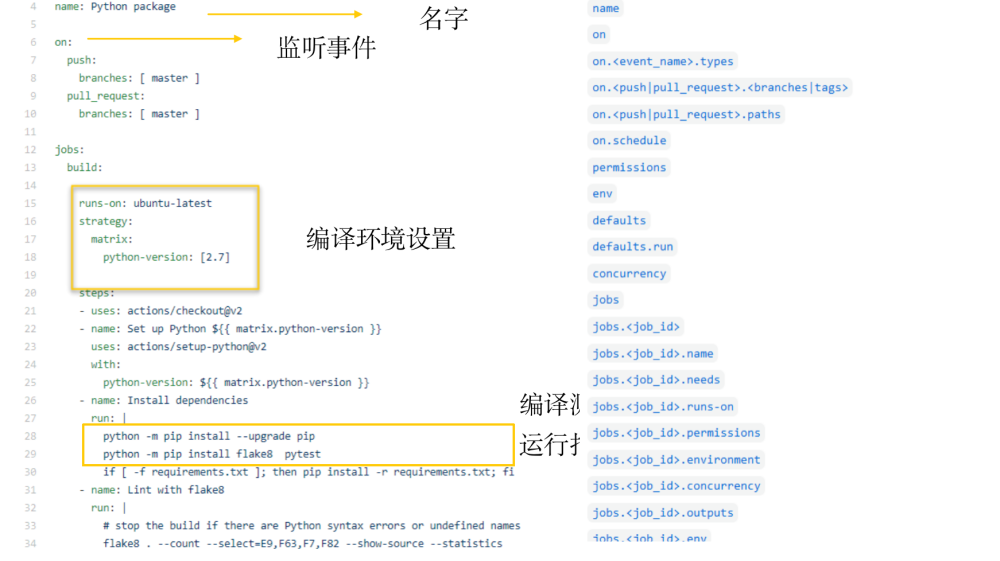 4 name: Python package
名字
5
6 on:
监听事件
7 push:
8 branches: [ master ]
9 pull_request:
10 branches: [ master ]
11
12 jobs:
13 build:
14
15 runs-on: ubuntu-latest
16 strategy:
17 matrix:
18 python-version: [2.7]
19
编译环境设置
20 steps:
21 - uses: actions/checkout@v2
22 - name: Set up Python ${{ matrix.python-version }}
23 uses: actions/setup-python@v2
24 with:
25 python-version: ${{ matrix.python-version }}
26 - name: Install dependencies
27 run: |
28 python -m pip install --upgrade pip
29 python -m pip install flake8  pytest
30 if [ -f requirements.txt ]; then pip install -r requirements.txt; fi
编译
运行
31 - name: Lint with flake8
32 run: |
33 # stop the build if there are Python syntax errors or undefined names
34 flake8 . --count --select=E9,F63,F7,F82 --show-source --statistics
name
on
on.<event_name>.types
on.<push|pull_request>.<branches|tags>
on.<push|pull_request>.paths
on.schedule
permissions
env
defaults
defaults.run
concurrency
jobs
jobs.<job_id>
jobs.<job_id>.name
jobs.<job_id>.needs
jobs.<job_id>.runs-on
jobs.<job_id>.permissions
jobs.<job_id>.environment
jobs.<job_id>.concurrency
jobs.<job_id>.outputs
jobs.<job_id>.env